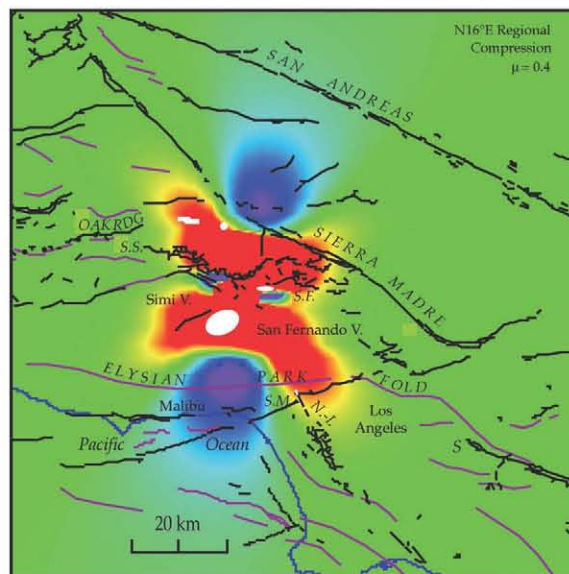 N16°E Regional
Compression
μ = 0.4
SAN ANDREAS
OAKRDG
S.S.
SIERRA MADRE
Simi V.
S.F.
San Fernando V.
ELYSIAN PARK FOLD
Malibu
S.M.
N.-I.
Los
Angeles
Pacific Ocean
S
20 km